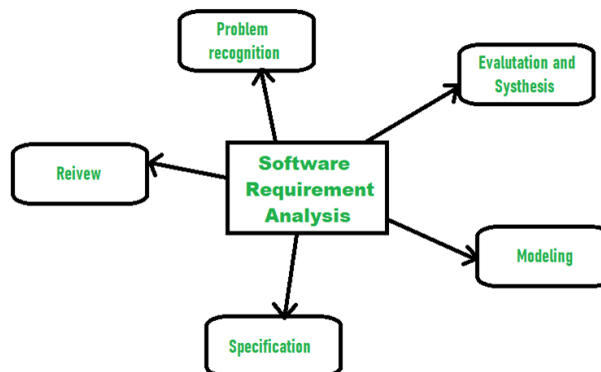 Problem
recognition
Evalutation and
Systhesis
Software
Requirement
Analysis
Reivew
Modeling
Specification